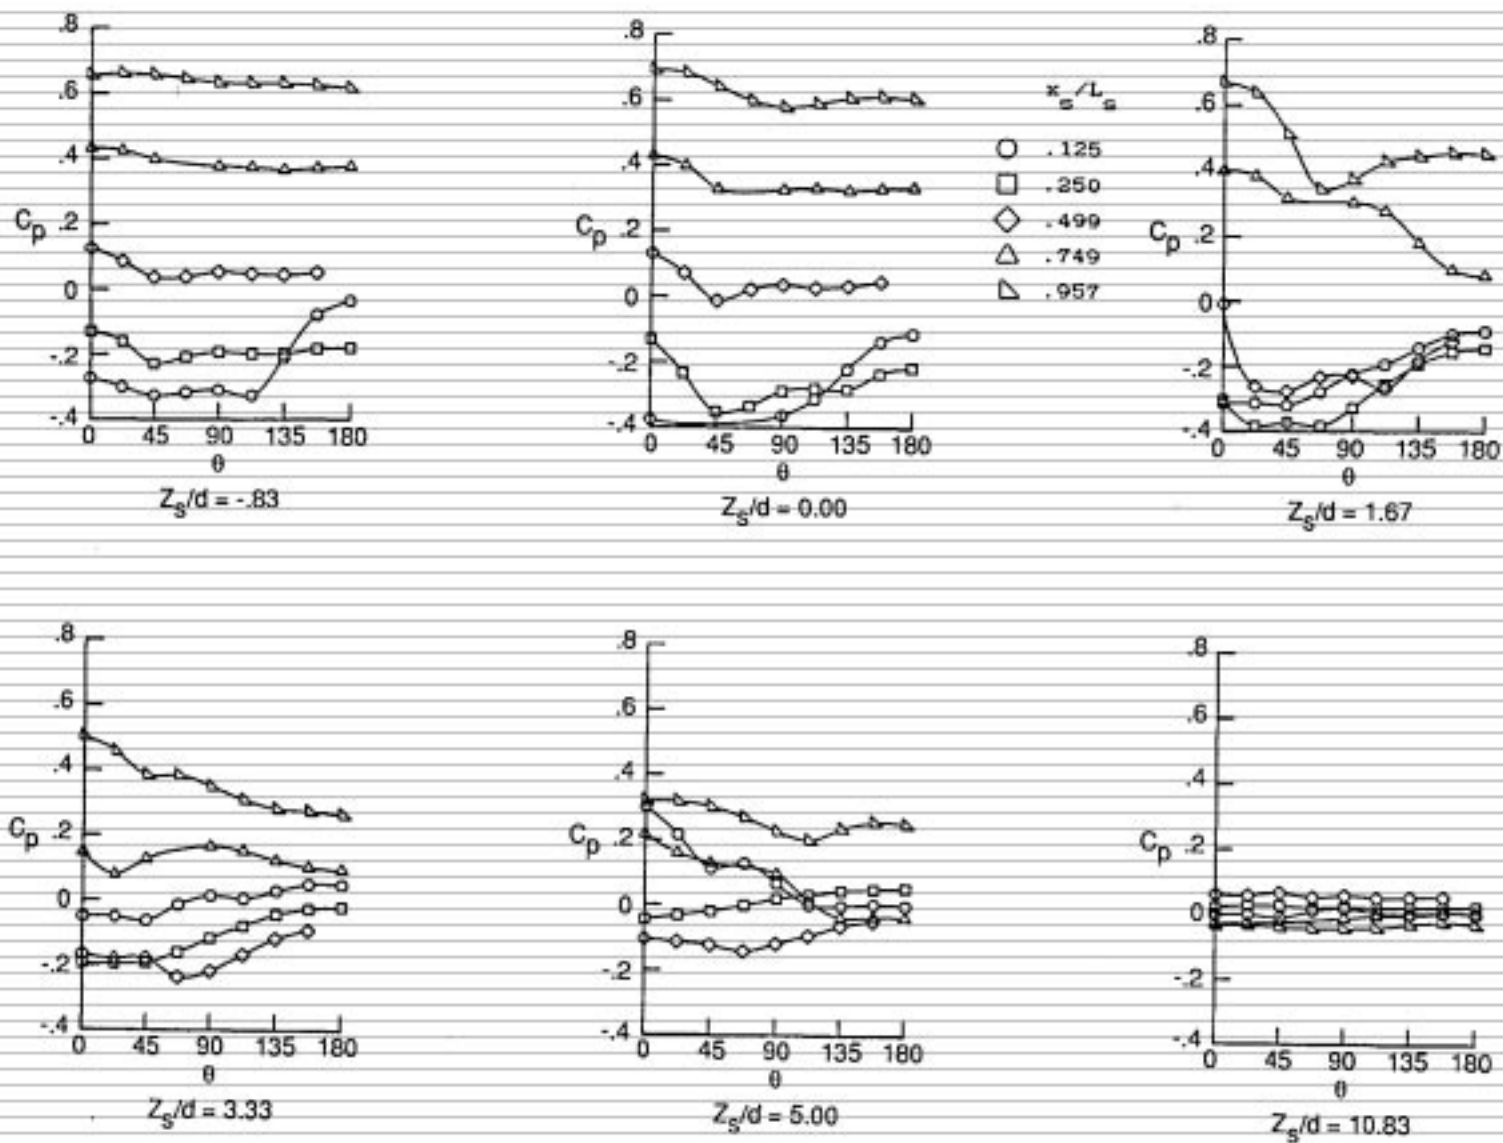 .8
.6
.4
Cp .2
0
-.2
-.4
0 45 90 135 180
θ
Zs/d = -.83
.8
.6
.4
Cp .2
0
-.2
-.4
0 45 90 135 180
θ
Zs/d = 0.00
xs/Ls
.125
.250
.499
.749
.957
.8
.6
.4
Cp .2
0
-.2
-.4
0 45 90 135 180
θ
Zs/d = 1.67
.8
.6
.4
Cp .2
0
-.2
-.4
0 45 90 135 180
θ
Zs/d = 3.33
.8
.6
.4
Cp .2
0
-.2
-.4
0 45 90 135 180
θ
Zs/d = 5.00
.8
.6
.4
Cp .2
0
-.2
-.4
0 45 90 135 180
θ
Zs/d = 10.83